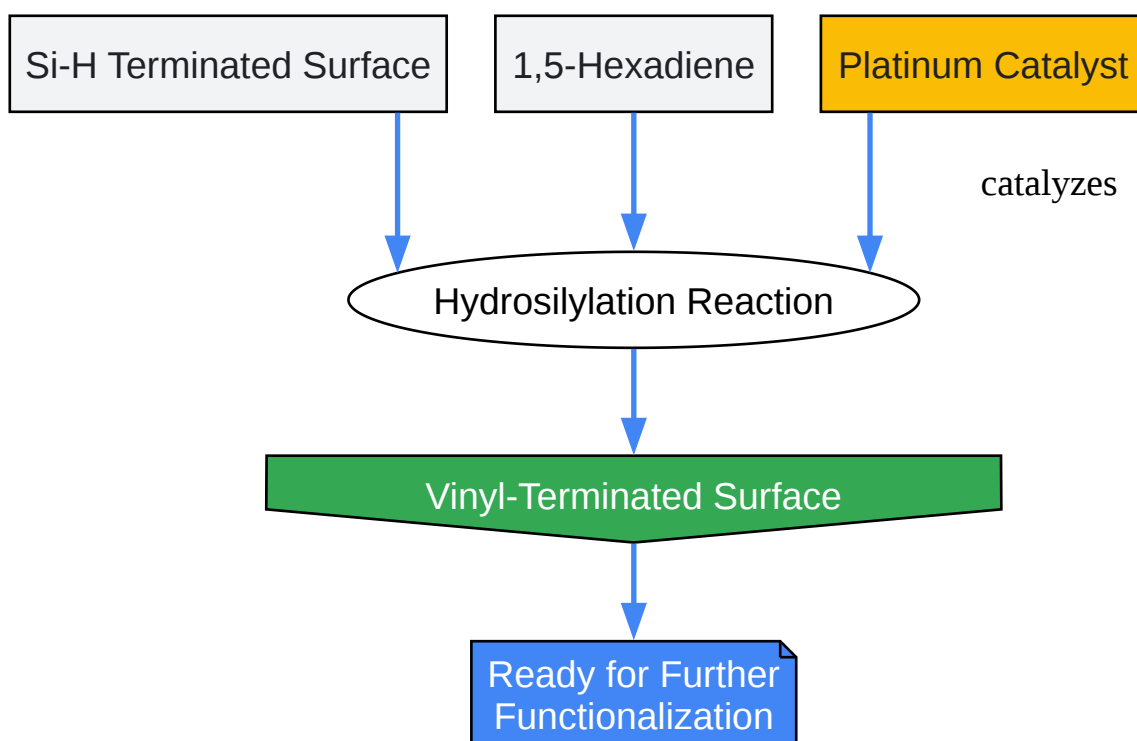 Si-H Terminated Surface
1,5-Hexadiene
Platinum Catalyst
catalyzes
Hydrosilylation Reaction
Vinyl-Terminated Surface
Ready for Further
Functionalization